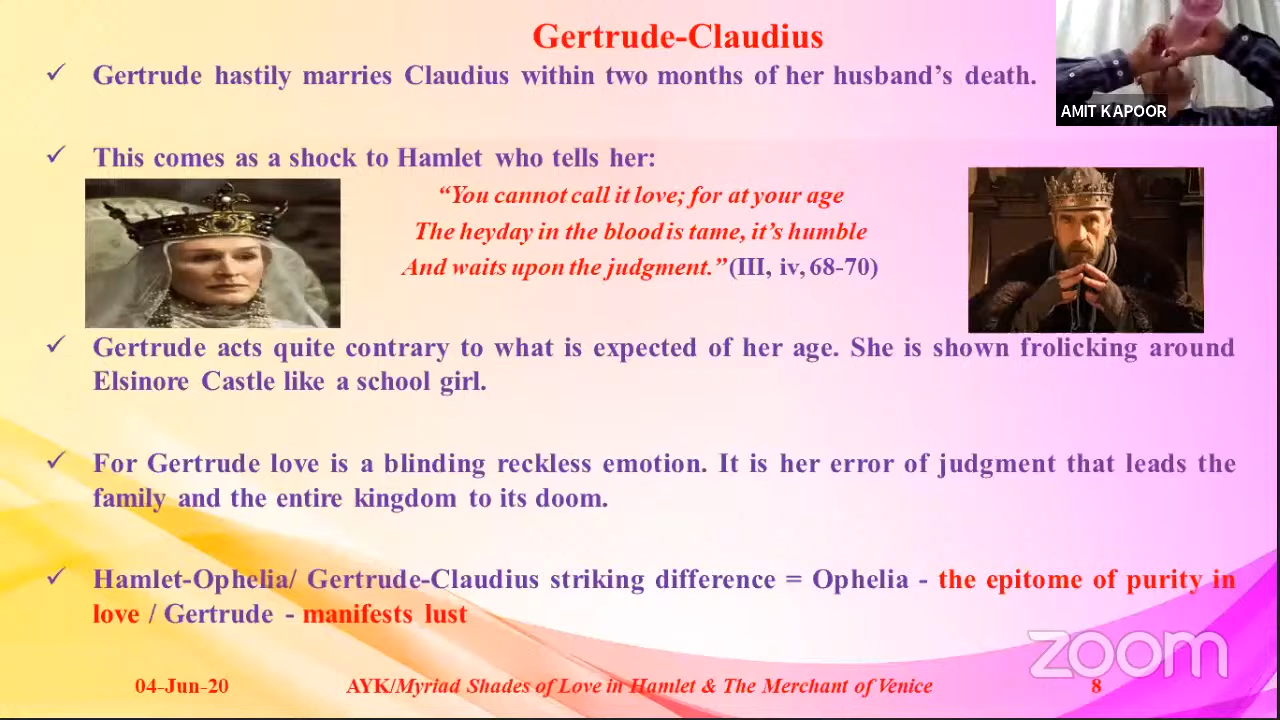 Gertrude-Claudius
✓ Gertrude hastily marries Claudius within two months of her husband’s death.
AMIT KAPOOR
✓ This comes as a shock to Hamlet who tells her:
“You cannot call it love; for at your age
The heyday in the blood is tame, it’s humble
And waits upon the judgment.” (III, iv, 68-70)
✓ Gertrude acts quite contrary to what is expected of her age. She is shown frolicking around
Elsinore Castle like a school girl.
✓ For Gertrude love is a blinding reckless emotion. It is her error of judgment that leads the
family and the entire kingdom to its doom.
✓ Hamlet-Ophelia/ Gertrude-Claudius striking difference = Ophelia - the epitome of purity in
love / Gertrude - manifests lust
zoom
04-Jun-20 AYK/Myriad Shades of Love in Hamlet & The Merchant of Venice 8